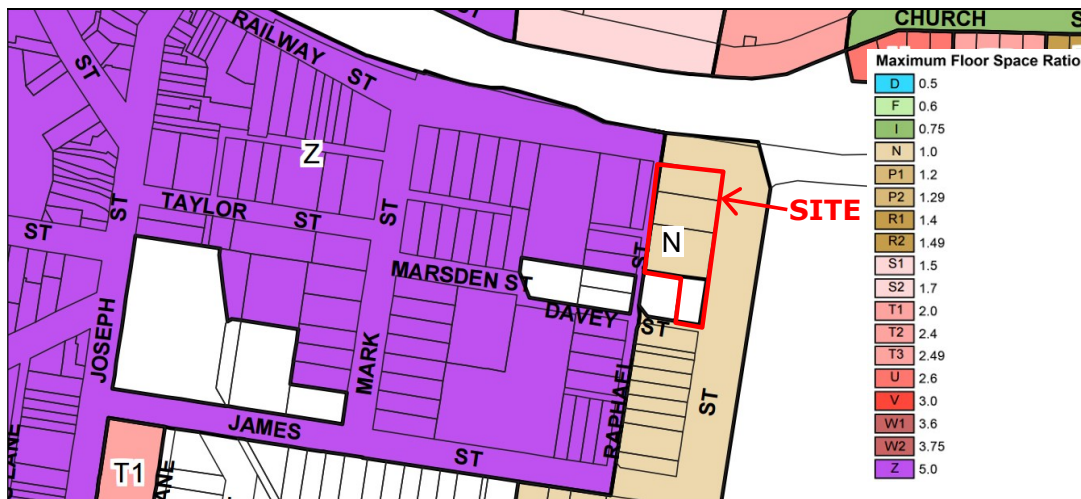 CHURCH S
RAILWAY ST
ST
ST
Z
TAYLOR ST
ST
ST
ST
MARSDEN ST
DAVEY ST
ST
N
SITE
JOSEPH
MARK
RAPHAEL
ST
JAMES ST
LANE
T1
LANE
Maximum Floor Space Ratio
D 0.5
F 0.6
I 0.75
N 1.0
P1 1.2
P2 1.29
R1 1.4
R2 1.49
S1 1.5
S2 1.7
T1 2.0
T2 2.4
T3 2.49
U 2.6
V 3.0
W1 3.6
W2 3.75
Z 5.0